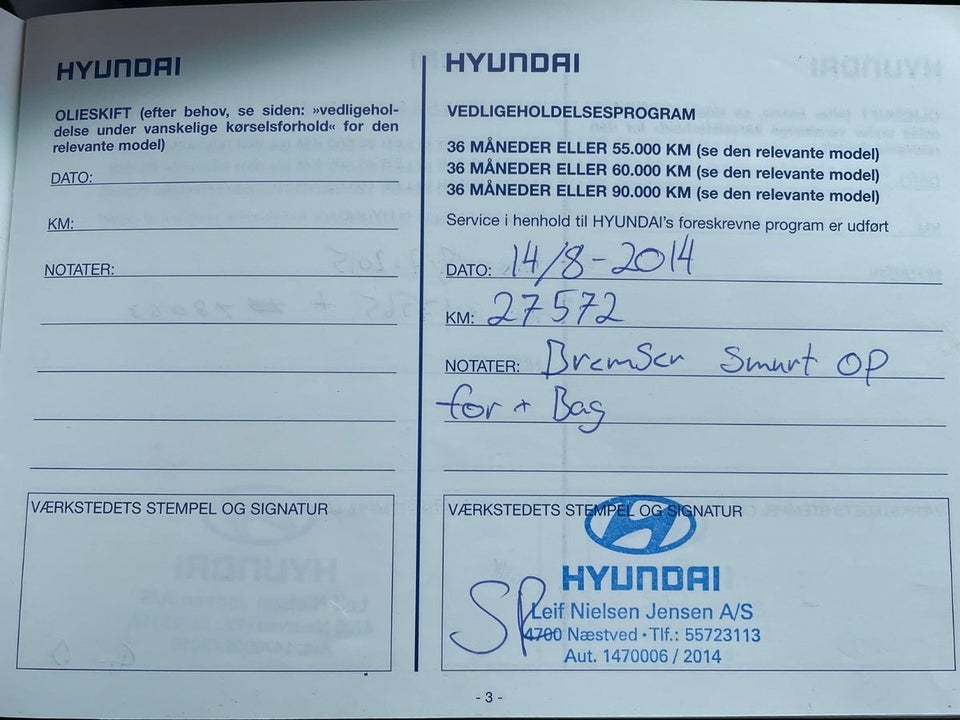 HYUNDAI
OLIESKIFT (efter behov, se siden: »vedligehol-
delse under vanskelige kørselsforhold« for den
relevante model)
DATO:
KM:
NOTATER:
VÆRKSTEDETS STEMPEL OG SIGNATUR
HYUNDAI
VEDLIGEHOLDELSESPROGRAM
36 MÅNEDER ELLER 55.000 KM (se den relevante model)
36 MÅNEDER ELLER 60.000 KM (se den relevante model)
36 MÅNEDER ELLER 90.000 KM (se den relevante model)
Service i henhold til HYUNDAI's foreskrevne program er udført
DATO: 14/8-2014
KM: 27572
NOTATER: Bremser Smurt op
for + Bag
VÆRKSTEDETS STEMPEL OG SIGNATUR
HYUNDAI
SP
Leif Nielsen Jensen A/S
4700 Næstved · Tlf.: 55723113
Aut. 1470006 / 2014
- 3 -